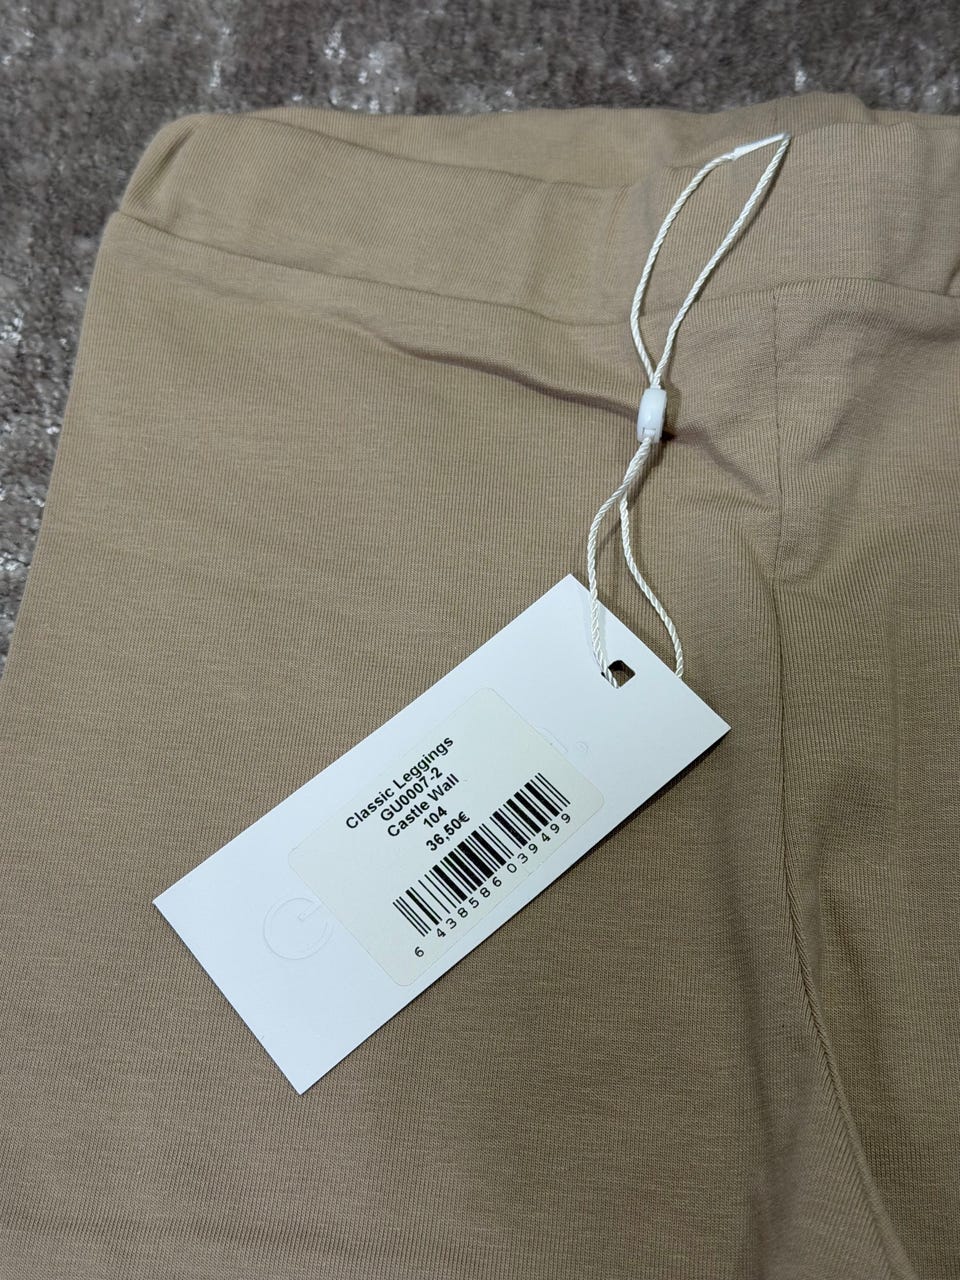 Classic Leggings
GU0007-2
Castle Wall
104
36,50€
6 438586 039499